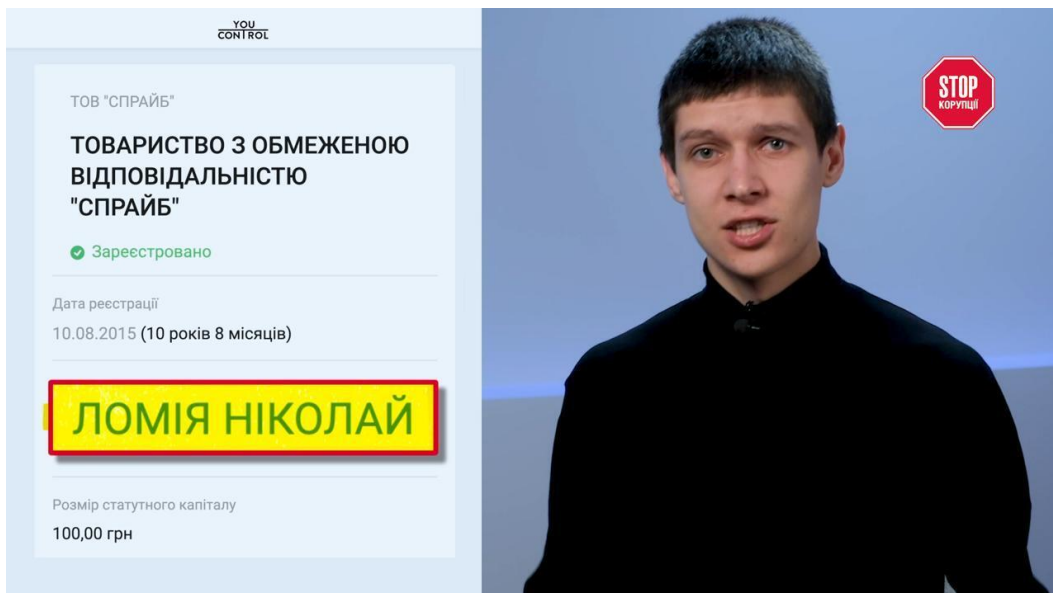 YOU
CONTROL
ТОВ "СПРАЙБ"
ТОВАРИСТВО З ОБМЕЖЕНОЮ
ВІДПОВІДАЛЬНІСТЮ
"СПРАЙБ"
Зареєстровано
Дата реєстрації
10.08.2015 (10 років 8 місяців)
ЛОМІЯ НІКОЛАЙ
Розмір статутного капіталу
100,00 грн
STOP
КОРУПЦІЇ